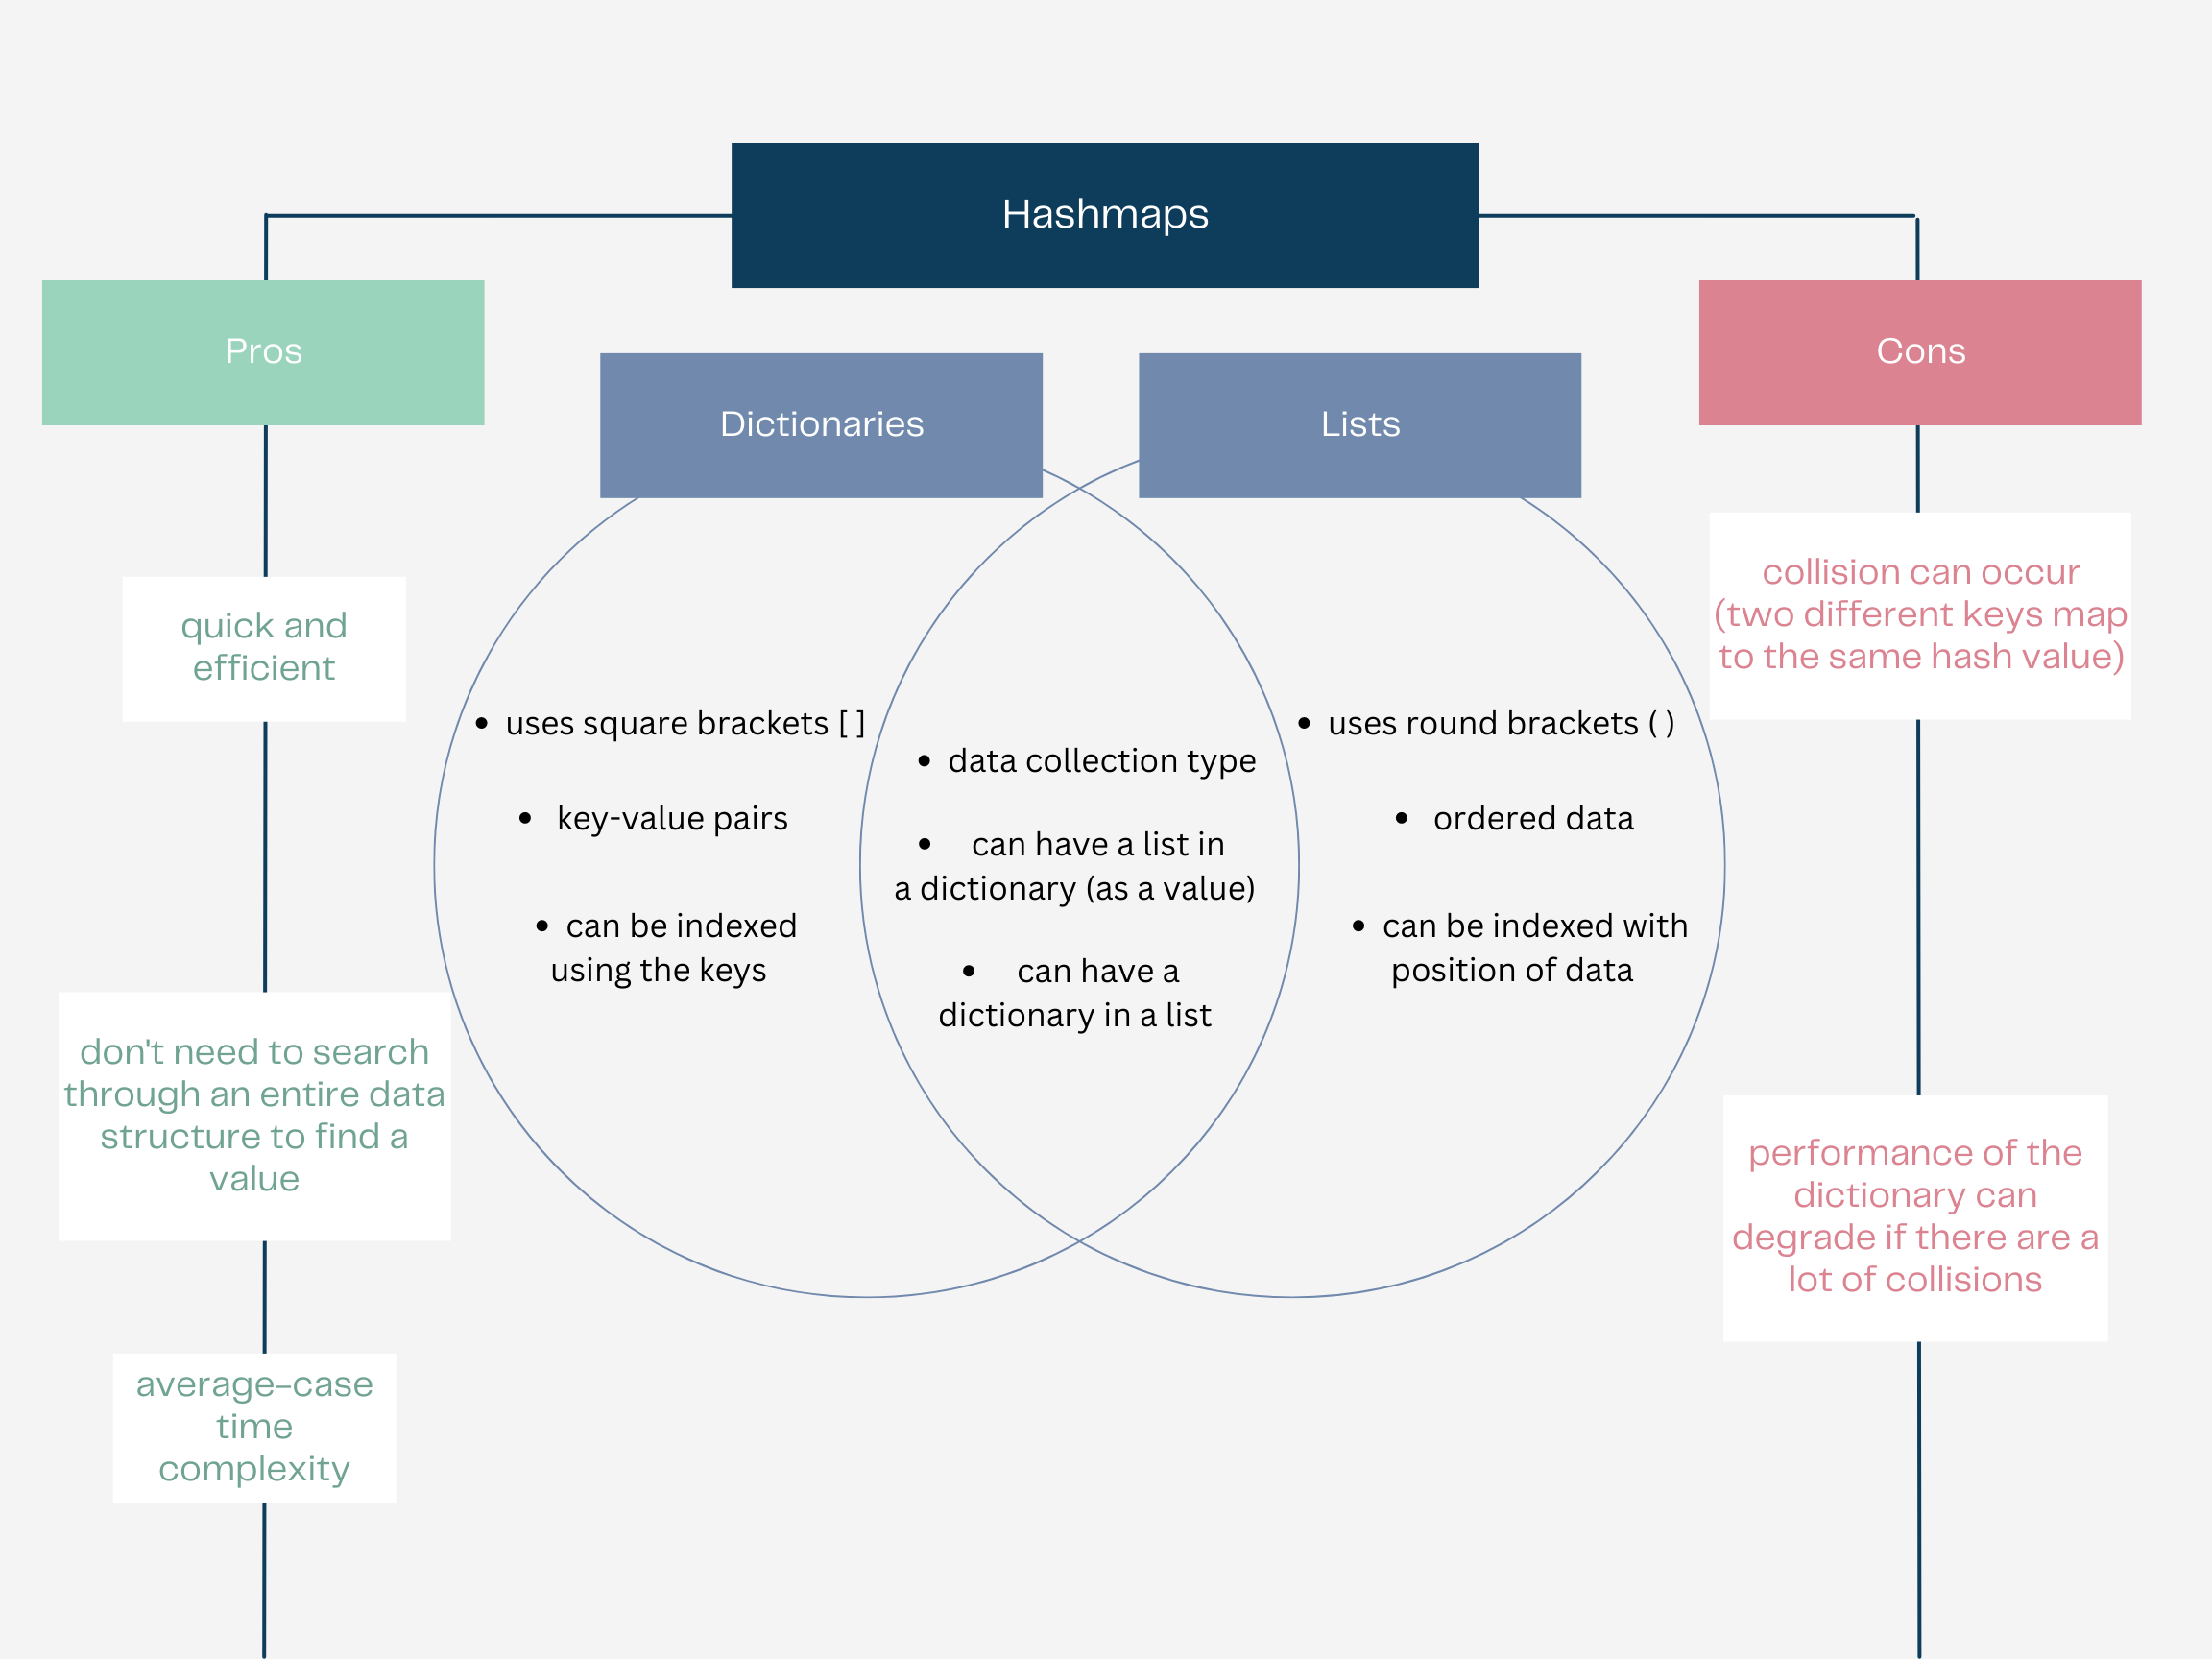 Hashmaps
Pros
quick and
efficient
don't need to search
through an entire data
structure to find a
value
average-case
time
complexity
Dictionaries
• uses square brackets [ ]
• key-value pairs
• can be indexed
using the keys
• data collection type
• can have a list in
a dictionary (as a value)
• can have a
dictionary in a list
Lists
• uses round brackets ( )
• ordered data
• can be indexed with
position of data
Cons
collision can occur
(two different keys map
to the same hash value)
performance of the
dictionary can
degrade if there are a
lot of collisions